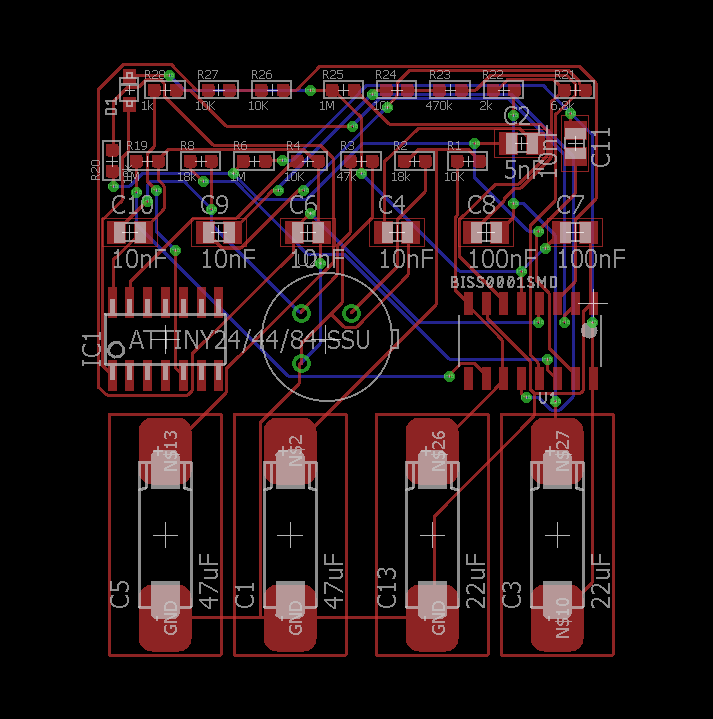 R28 R27 R26 R25 R24 R23 R22 R21
D1
1K 10K 10K 1M 10K 470K 2K 6.8K
C2
10nF
C11
R19 R8 R6 R4 R3 R2 R1
R20
18K 1M 10K 47K 18K 10K
5nF
C10 C9 C6 C4 C8 C7
10nF 10nF 10nF 10nF 100nF 100nF
BISS0001SMD
IC1
ATTINY24/44/84-SSU
U1
N$13 N$2 N$26 N$27
C5 47uF C1 47uF C13 22uF C3 22uF
GND GND GND N$10